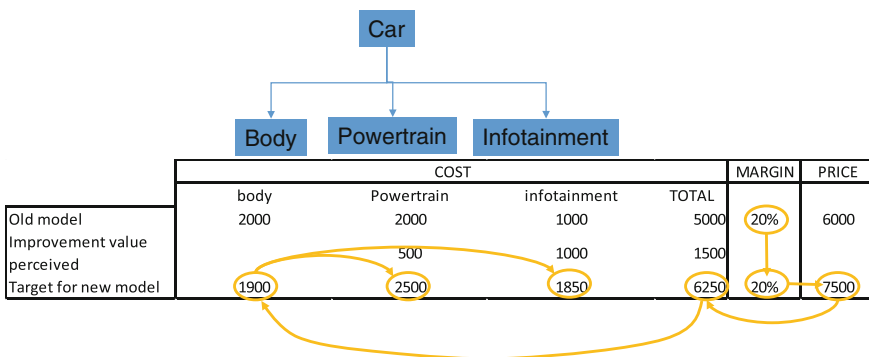 Car
Body Powertrain Infotainment
COST MARGIN PRICE
body Powertrain infotainment TOTAL
Old model 2000 2000 1000 5000 20% 6000
Improvement value
perceived 500 1000 1500
Target for new model 1900 2500 1850 6250 20% 7500